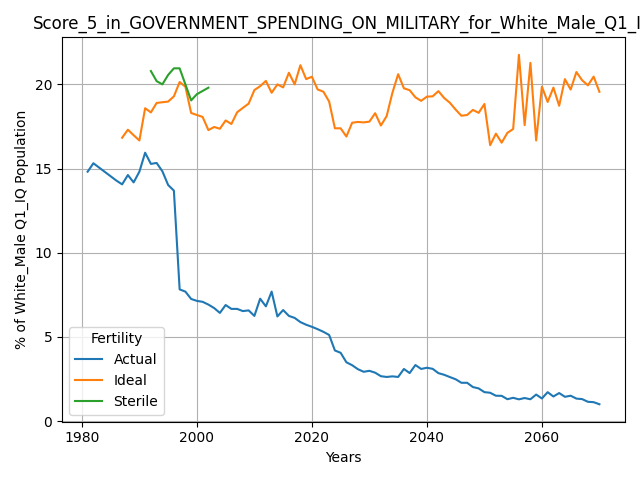 Score_5_in_GOVERNMENT_SPENDING_ON_MILITARY_for_White_Male_Q1_I
% of White_Male Q1_IQ Population
20
15
10
5
0
Fertility
Actual
Ideal
Sterile
1980
2000
2020
2040
2060
Years